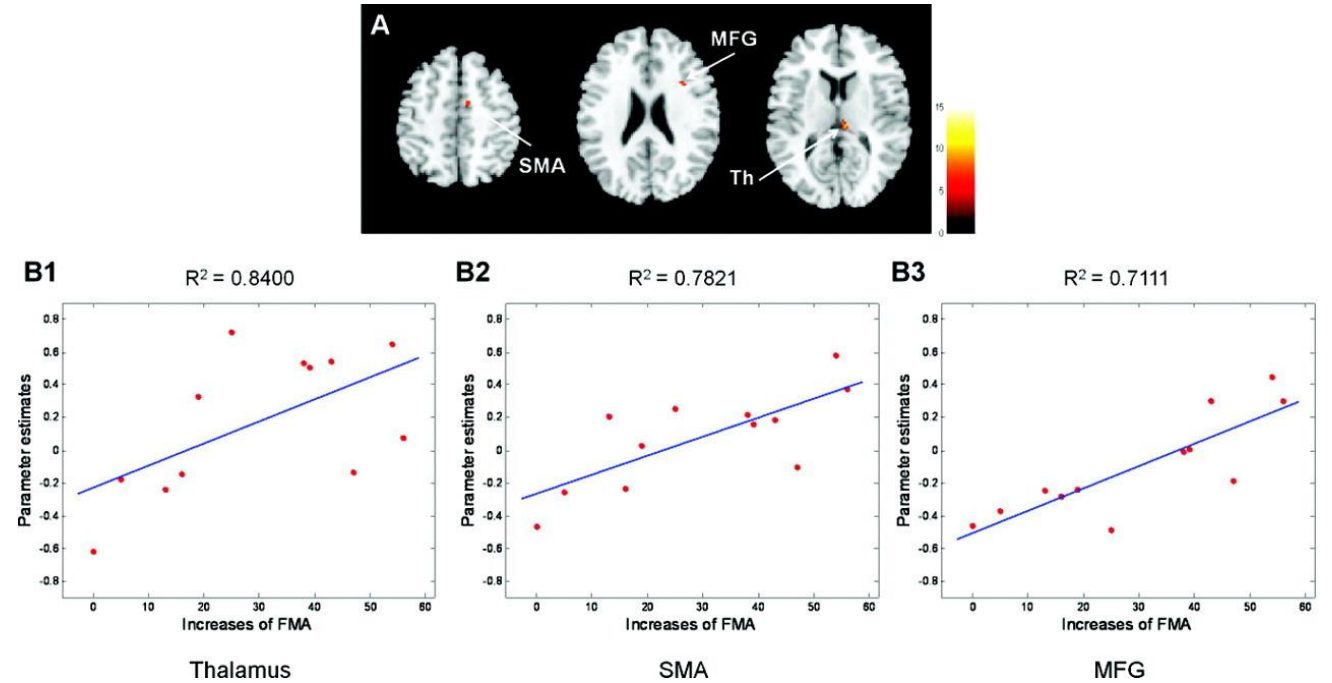 A
MFG
SMA
Th
15
10
5
0
B1
R² = 0.8400
B2
R² = 0.7821
B3
R² = 0.7111
Parameter estimates
0.8
0.6
0.4
0.2
0
-0.2
-0.4
-0.6
-0.8
0 10 20 30 40 50 60
Increases of FMA
Thalamus
Parameter estimates
0.8
0.6
0.4
0.2
0
-0.2
-0.4
-0.6
-0.8
0 10 20 30 40 50 60
Increases of FMA
SMA
Parameter estimates
0.8
0.6
0.4
0.2
0
-0.2
-0.4
-0.6
-0.8
0 10 20 30 40 50 60
Increases of FMA
MFG